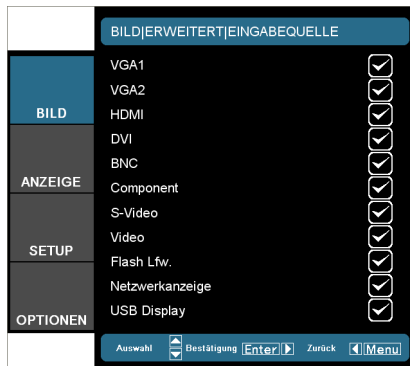 BILD|ERWEITERT|EINGABEQUELLE
VGA1
VGA2
HDMI
DVI
BNC
Component
S-Video
Video
Flash Lfw.
Netzwerkanzeige
USB Display
BILD
ANZEIGE
SETUP
OPTIONEN
Auswahl Bestätigung Enter Zurück Menu